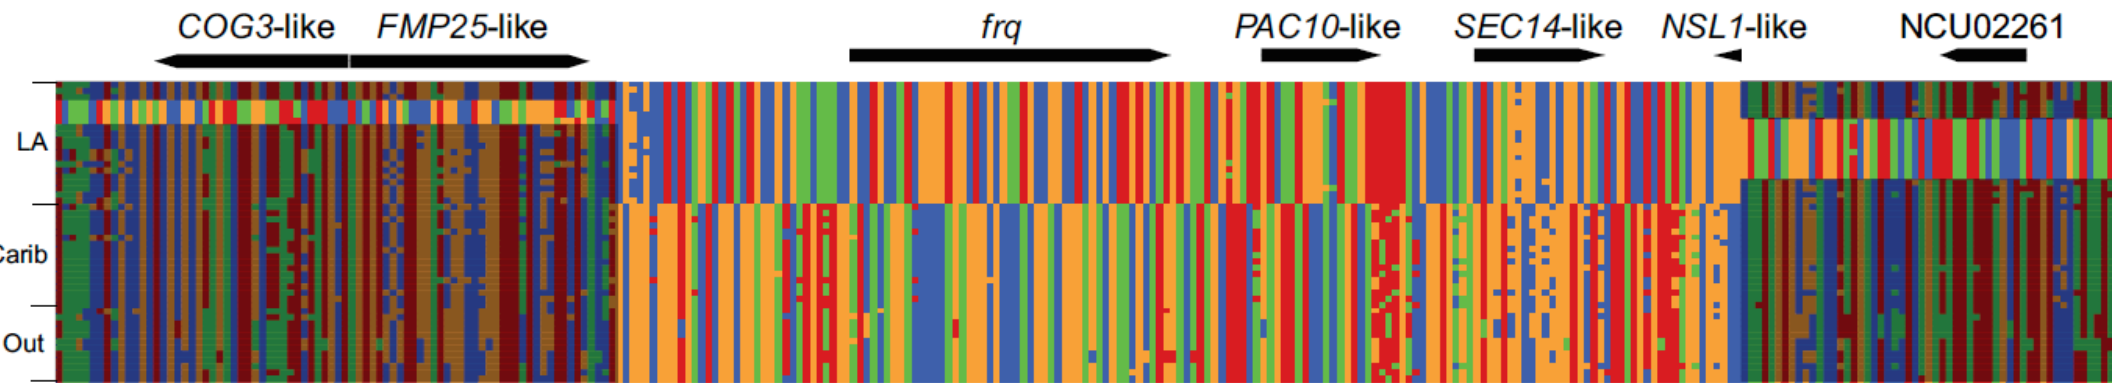 COG3-like FMP25-like frq PAC10-like SEC14-like NSL1-like NCU02261
LA
Carib
Out